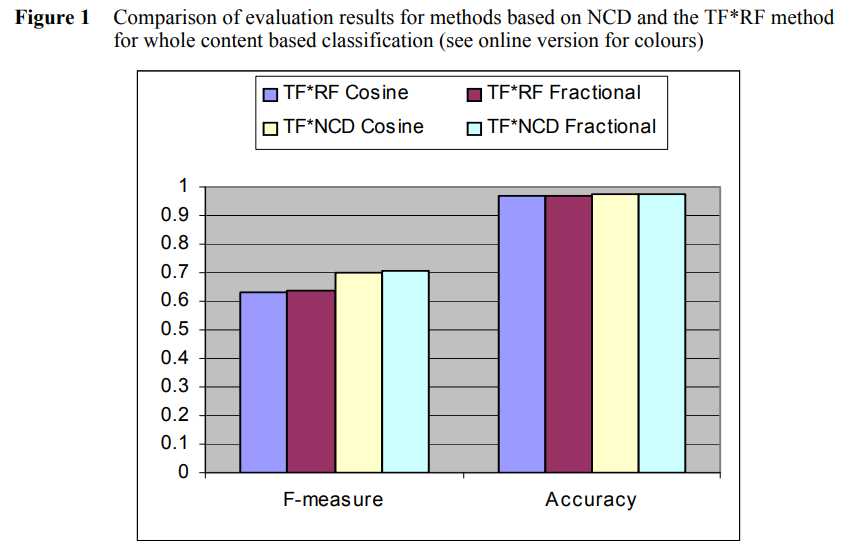 Figure 1 Comparison of evaluation results for methods based on NCD and the TF*RF method
for whole content based classification (see online version for colours)
TF*RF Cosine TF*RF Fractional
TF*NCD Cosine TF*NCD Fractional
1
0.9
0.8
0.7
0.6
0.5
0.4
0.3
0.2
0.1
0
F-measure Accuracy